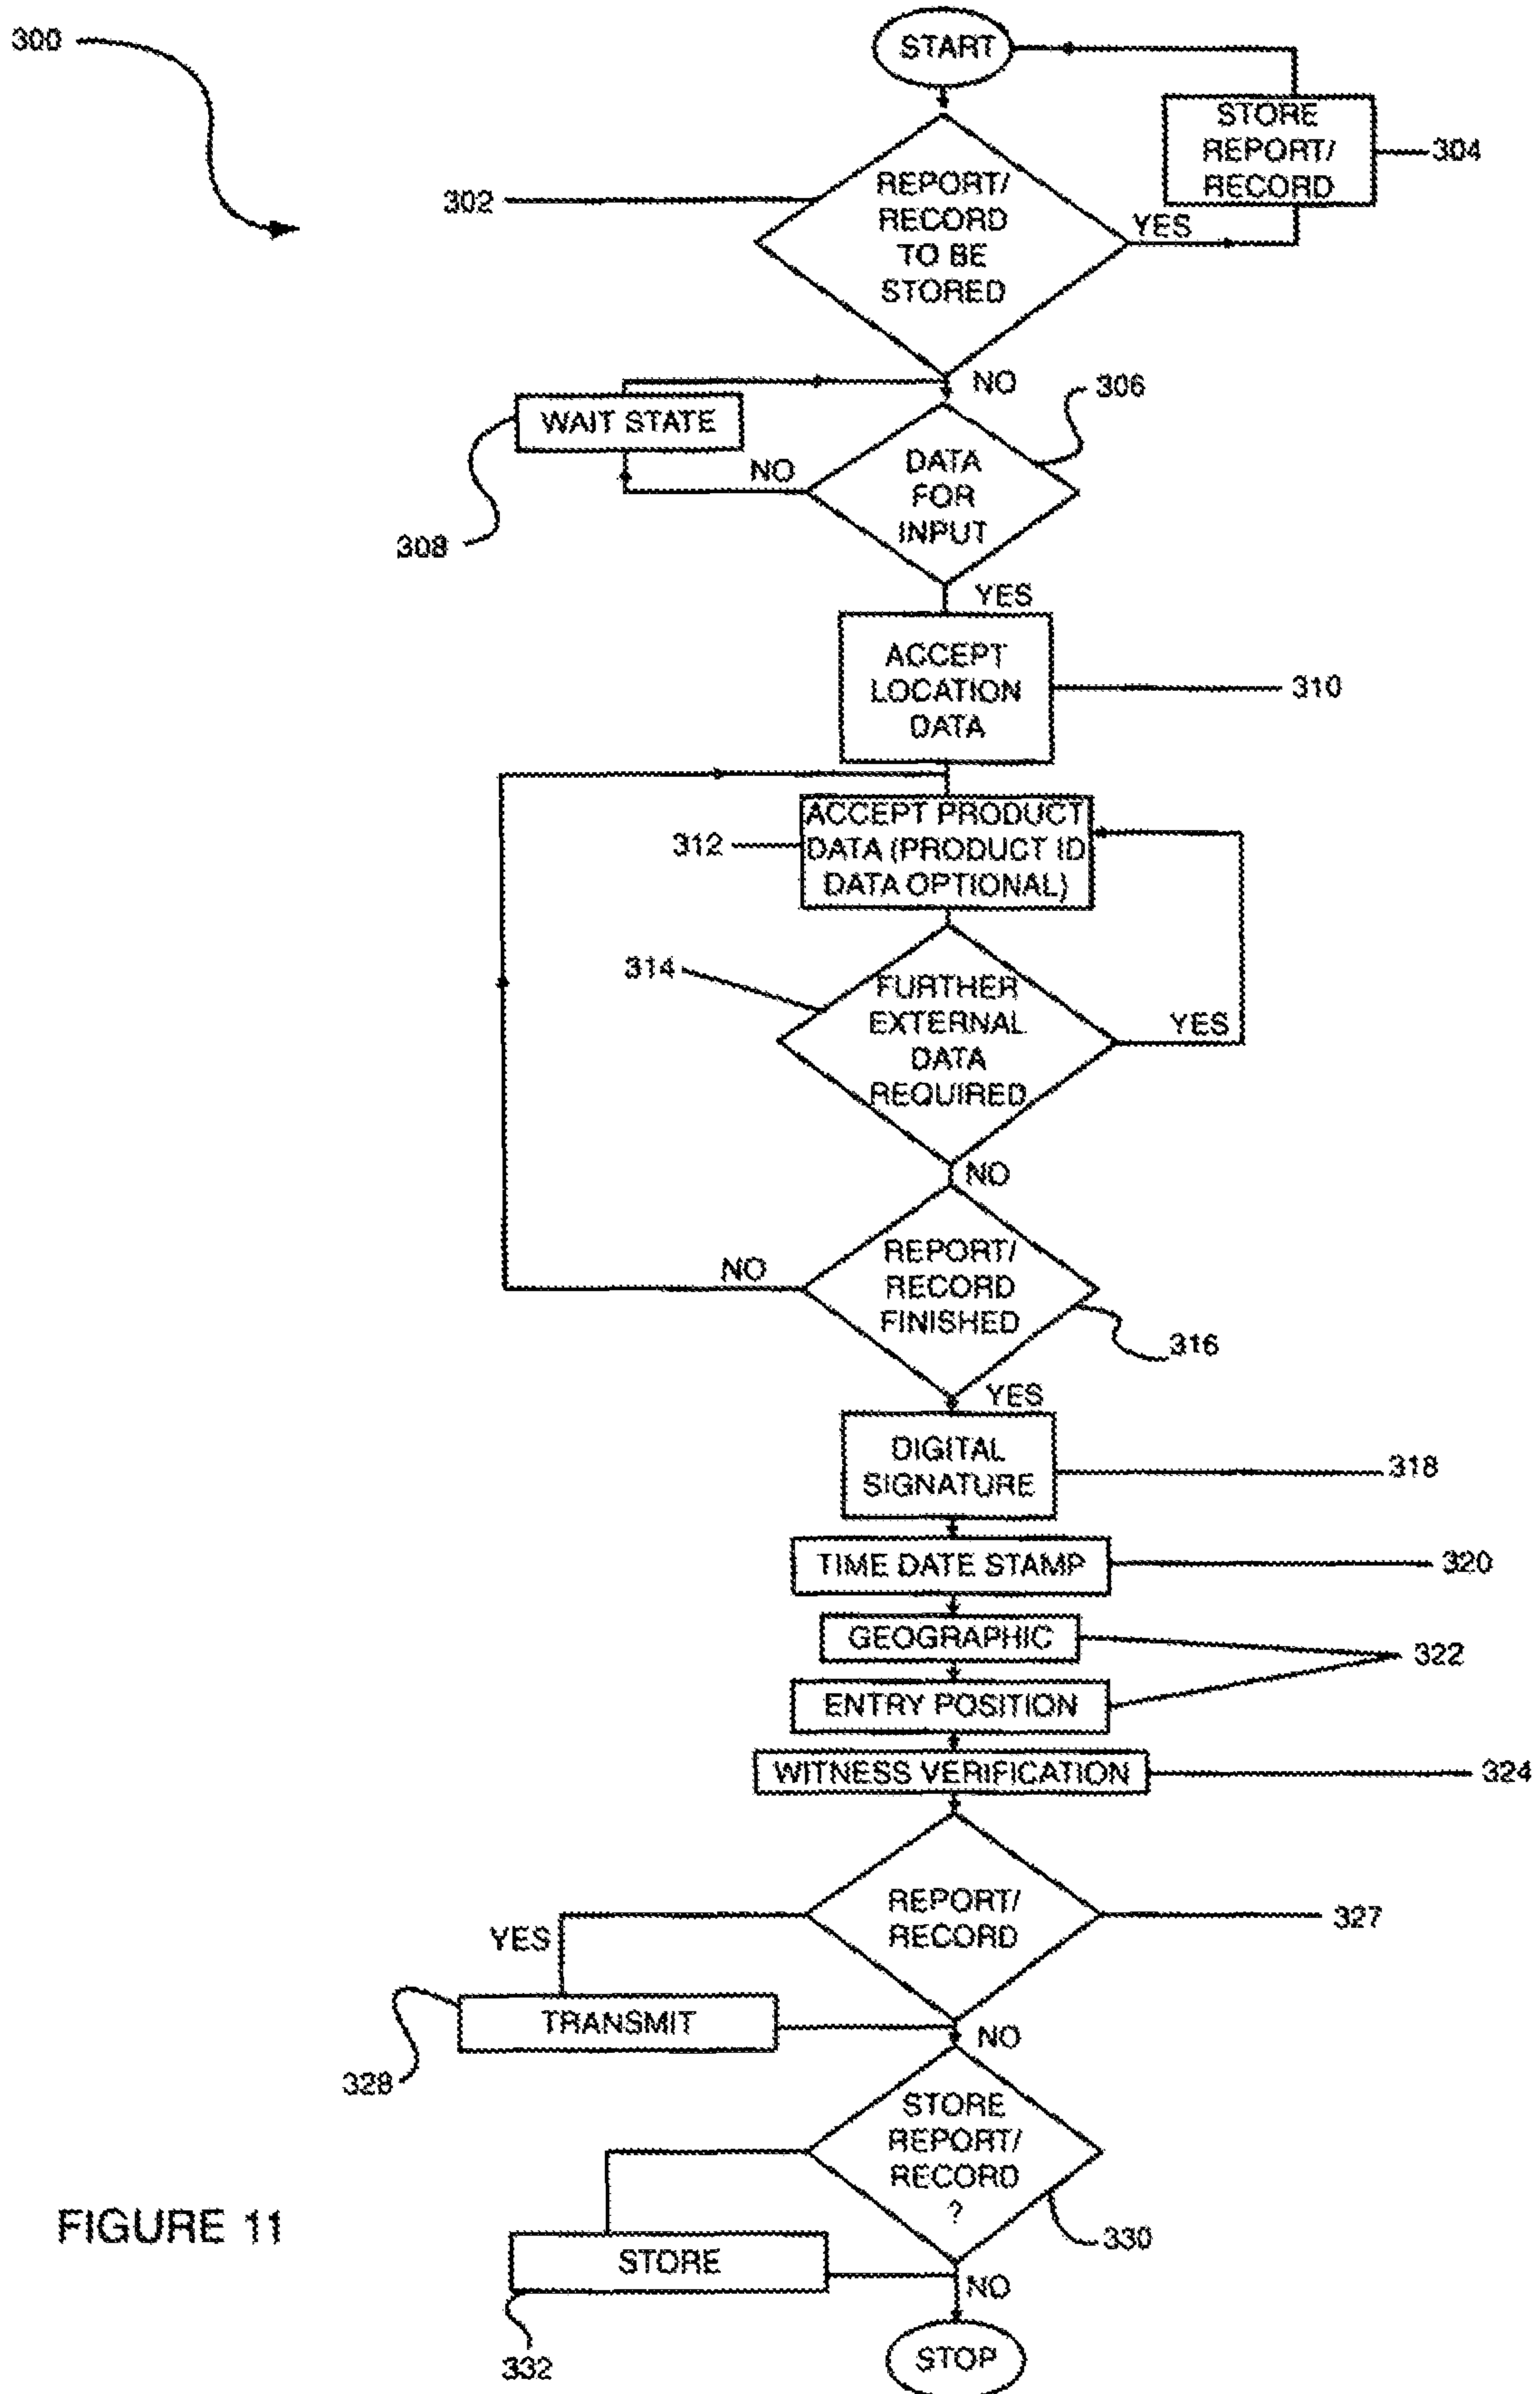 300
START
STORE
REPORT/
RECORD
304
302
REPORT/
RECORD
TO BE
STORED
YES
NO
306
WAIT STATE
NO
DATA
FOR
INPUT
308
YES
ACCEPT
LOCATION
DATA
310
312
ACCEPT PRODUCT
DATA (PRODUCT ID
DATA OPTIONAL)
314
FURTHER
EXTERNAL
DATA
REQUIRED
YES
NO
NO
REPORT/
RECORD
FINISHED
316
YES
DIGITAL
SIGNATURE
318
TIME DATE STAMP
320
GEOGRAPHIC
322
ENTRY POSITION
WITNESS VERIFICATION
324
REPORT/
RECORD
327
YES
TRANSMIT
NO
328
STORE
REPORT/
RECORD
?
330
FIGURE 11
STORE
NO
332
STOP